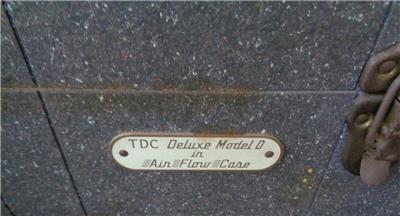 TDC Deluxe Model D
in
Air Flow Case